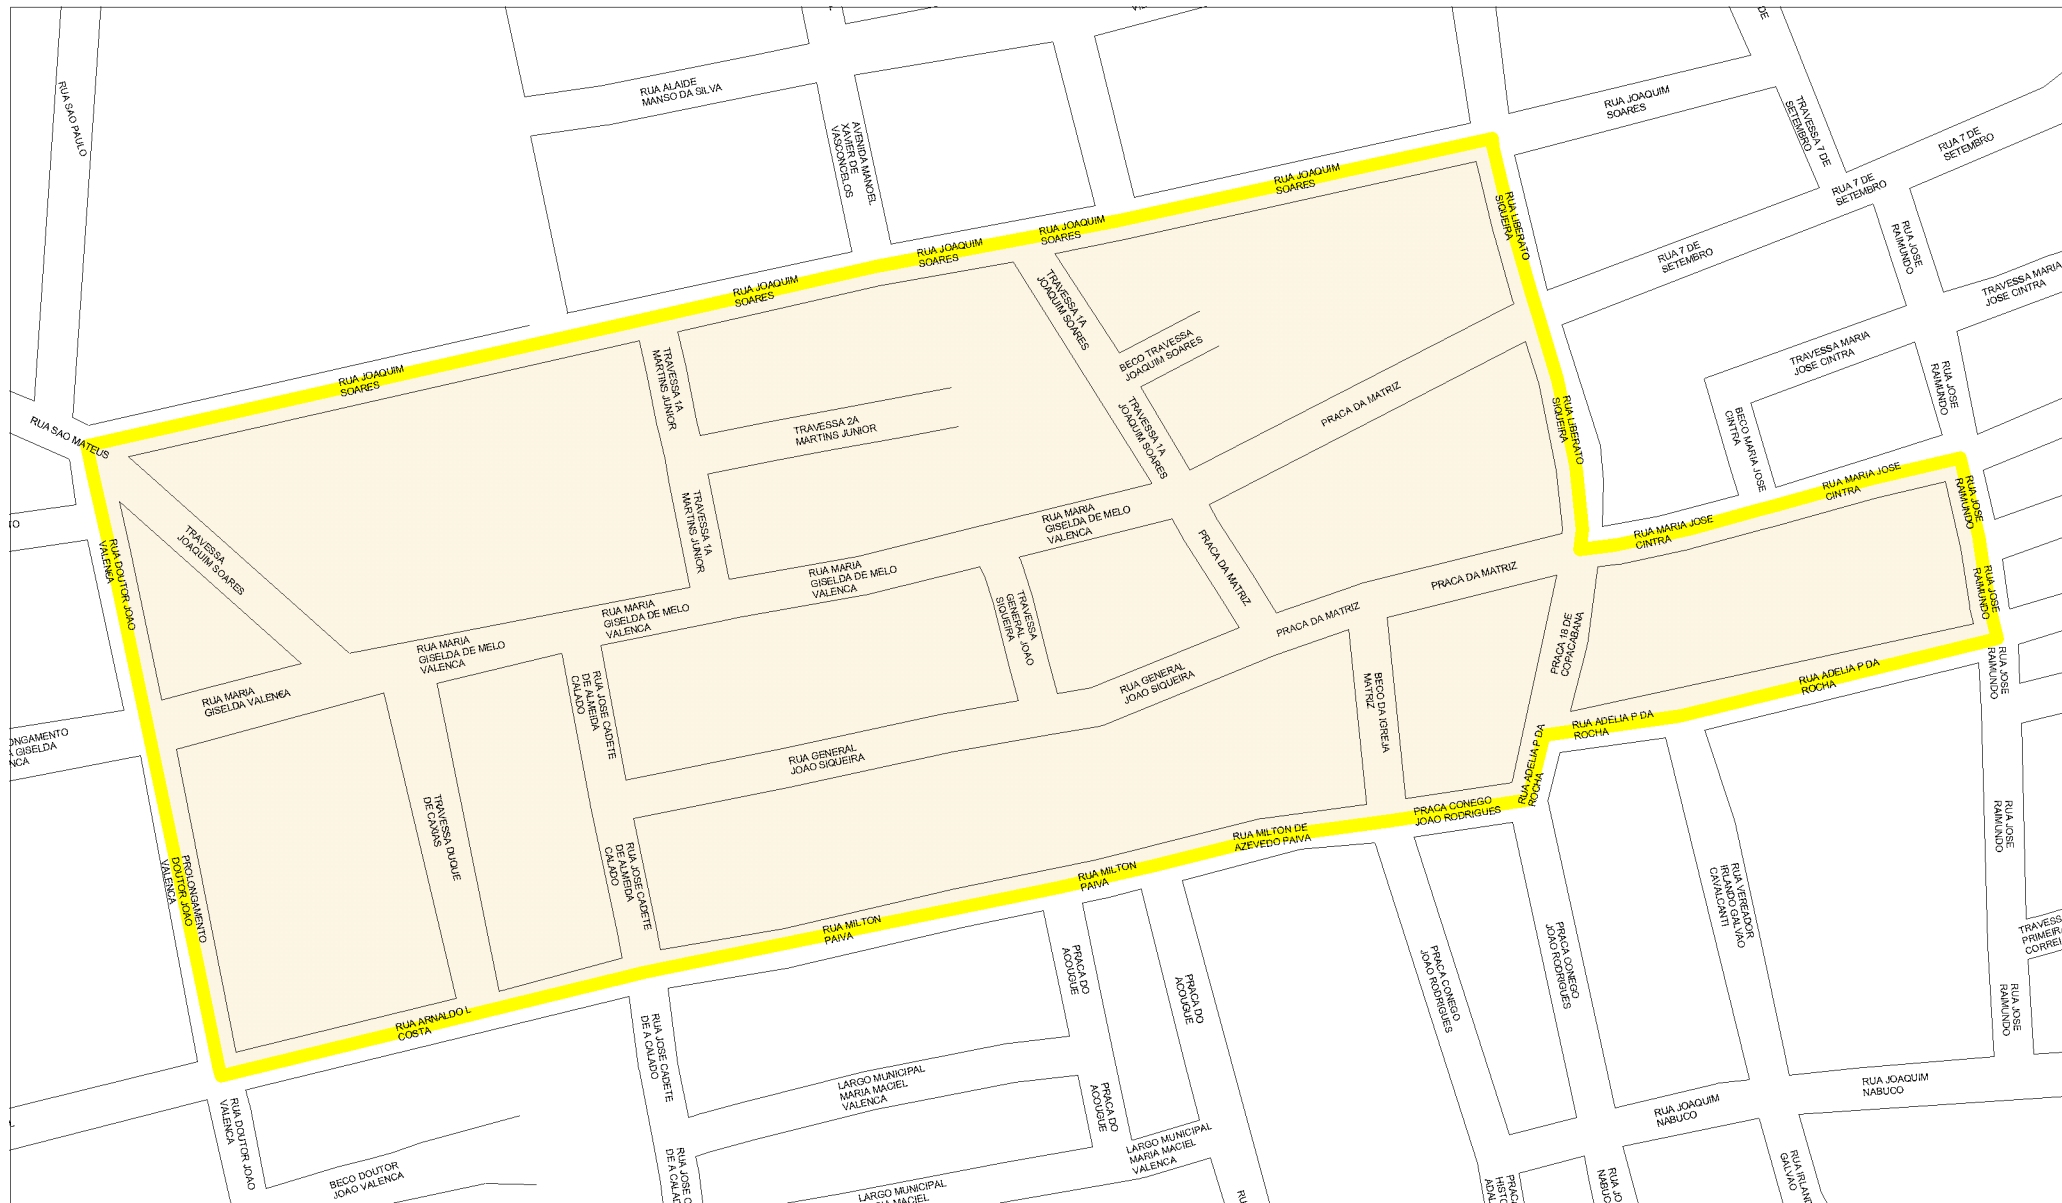 RUA SAO PAULO
RUA ALAIDE
MANSO DA SILVA
AVENIDA MANOEL
XAVIER DE
VASCONCELOS
RUA JOAQUIM
SOARES
TRAVESSA 7 DE
SETEMBRO
RUA 7 DE
SETEMBRO
RUA 7 DE
SETEMBRO
RUA 7 DE
SETEMBRO
RUA JOSE
RAIMUNDO
TRAVESSA MARIA
JOSE CINTRA
TRAVESSA MARIA
JOSE CINTRA
RUA JOSE
RAIMUNDO
BECO MARIA JOSE
CINTRA
RUA JOAQUIM
SOARES
RUA JOAQUIM
SOARES
RUA JOAQUIM
SOARES
RUA JOAQUIM
SOARES
RUA JOAQUIM
SOARES
RUA LIBERATO
SIQUEIRA
RUA LIBERATO
SIQUEIRA
RUA SAO MATEUS
TRAVESSA 1A
JOAQUIM SOARES
BECO TRAVESSA
JOAQUIM SOARES
TRAVESSA 1A
JOAQUIM SOARES
PRACA DA MATRIZ
TRAVESSA 1A
MARTINS JUNIOR
TRAVESSA 2A
MARTINS JUNIOR
TRAVESSA 1A
MARTINS JUNIOR
RUA MARIA JOSE
CINTRA
RUA MARIA JOSE
CINTRA
RUA JOSE
RAIMUNDO
RUA JOSE
RAIMUNDO
TRAVESSA
JOAQUIM SOARES
RUA DOUTOR JOAO
VALENCA
RUA MARIA
GISELDA DE MELO
VALENCA
RUA MARIA
GISELDA DE MELO
VALENCA
RUA MARIA
GISELDA DE MELO
VALENCA
RUA MARIA
GISELDA DE MELO
VALENCA
RUA MARIA
GISELDA VALENCA
PRACA DA MATRIZ
PRACA DA MATRIZ
PRACA DA MATRIZ
TRAVESSA
GENERAL JOAO
SIQUEIRA
RUA GENERAL
JOAO SIQUEIRA
RUA GENERAL
JOAO SIQUEIRA
BECO DA IGREJA
MATRIZ
PRACA 18 DE
COPACABANA
RUA ADELIA P DA
ROCHA
RUA ADELIA P DA
ROCHA
RUA ADELIA P DA
ROCHA
RUA JOSE
RAIMUNDO
RUA JOSE CADETE
DE ALMEIDA
CALADO
RUA JOSE CADETE
DE ALMEIDA
CALADO
TRAVESSA DUQUE
DE CAXIAS
PROLONGAMENTO
DOUTOR JOAO
VALENCA
RUA ARNALDO L
COSTA
RUA MILTON
PAIVA
RUA MILTON
PAIVA
RUA MILTON DE
AZEVEDO PAIVA
PRACA CONEGO
JOAO RODRIGUES
PRACA CONEGO
JOAO RODRIGUES
PRACA CONEGO
JOAO RODRIGUES
RUA VEREADOR
IRLANDO GALVAO
CAVALCANTI
RUA JOSE
RAIMUNDO
RUA JOSE
RAIMUNDO
PRACA DO
ACOUGUE
PRACA DO
ACOUGUE
PRACA DO
ACOUGUE
RUA JOSE CADETE
DE A CALADO
LARGO MUNICIPAL
MARIA MACIEL
VALENCA
LARGO MUNICIPAL
MARIA MACIEL
VALENCA
LARGO MUNICIPAL
RUA DOUTOR JOAO
VALENCA
BECO DOUTOR
JOAO VALENCA
RUA JOAQUIM
NABUCO
RUA JOAQUIM
NABUCO